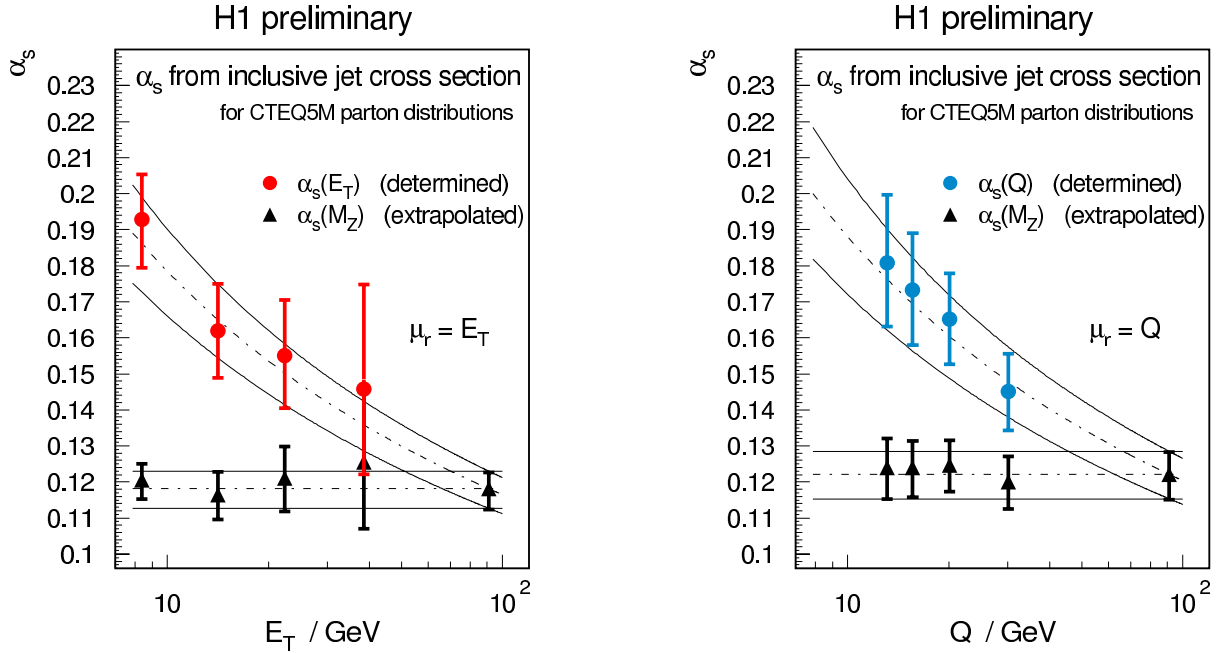 H1 preliminary
α_s
α_s from inclusive jet cross section
for CTEQ5M parton distributions
α_s(E_T) (determined)
α_s(M_Z) (extrapolated)
μ_r = E_T
0.23
0.22
0.21
0.2
0.19
0.18
0.17
0.16
0.15
0.14
0.13
0.12
0.11
0.1
10
10^2
E_T / GeV
H1 preliminary
α_s
α_s from inclusive jet cross section
for CTEQ5M parton distributions
α_s(Q) (determined)
α_s(M_Z) (extrapolated)
μ_r = Q
0.23
0.22
0.21
0.2
0.19
0.18
0.17
0.16
0.15
0.14
0.13
0.12
0.11
0.1
10
10^2
Q / GeV